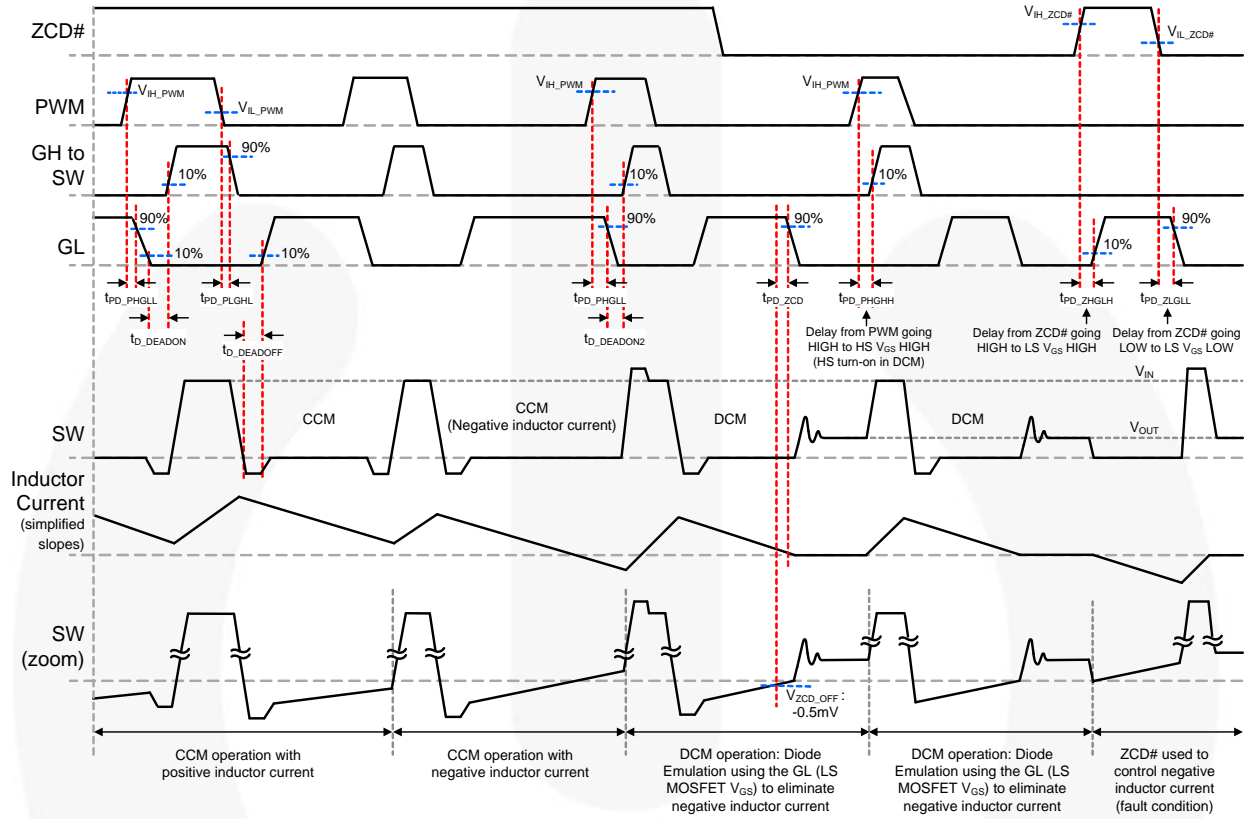 ZCD#
V_IH_ZCD#
V_IL_ZCD#
PWM
V_IH_PWM
V_IL_PWM
V_IH_PWM
V_IH_PWM
GH to
SW
90%
10%
10%
10%
GL
90%
10%
10%
90%
90%
10%
90%
t_PD_PHGLL
t_PD_PLGHL
t_PD_PHGLL
t_PD_ZCD
t_PD_PHGHH
t_PD_ZHGLH
t_PD_ZLGLL
t_D_DEADON
t_D_DEADOFF
t_D_DEADON2
Delay from PWM going
HIGH to HS V_GS HIGH
(HS turn-on in DCM)
Delay from ZCD# going
HIGH to LS V_GS HIGH
Delay from ZCD# going
LOW to LS V_GS LOW
V_IN
SW
CCM
CCM
(Negative inductor current)
DCM
DCM
V_OUT
Inductor
Current
(simplified
slopes)
SW
(zoom)
V_ZCD_OFF :
-0.5mV
CCM operation with
positive inductor current
CCM operation with
negative inductor current
DCM operation: Diode
Emulation using the GL (LS
MOSFET V_GS) to eliminate
negative inductor current
DCM operation: Diode
Emulation using the GL (LS
MOSFET V_GS) to eliminate
negative inductor current
ZCD# used to
control negative
inductor current
(fault condition)